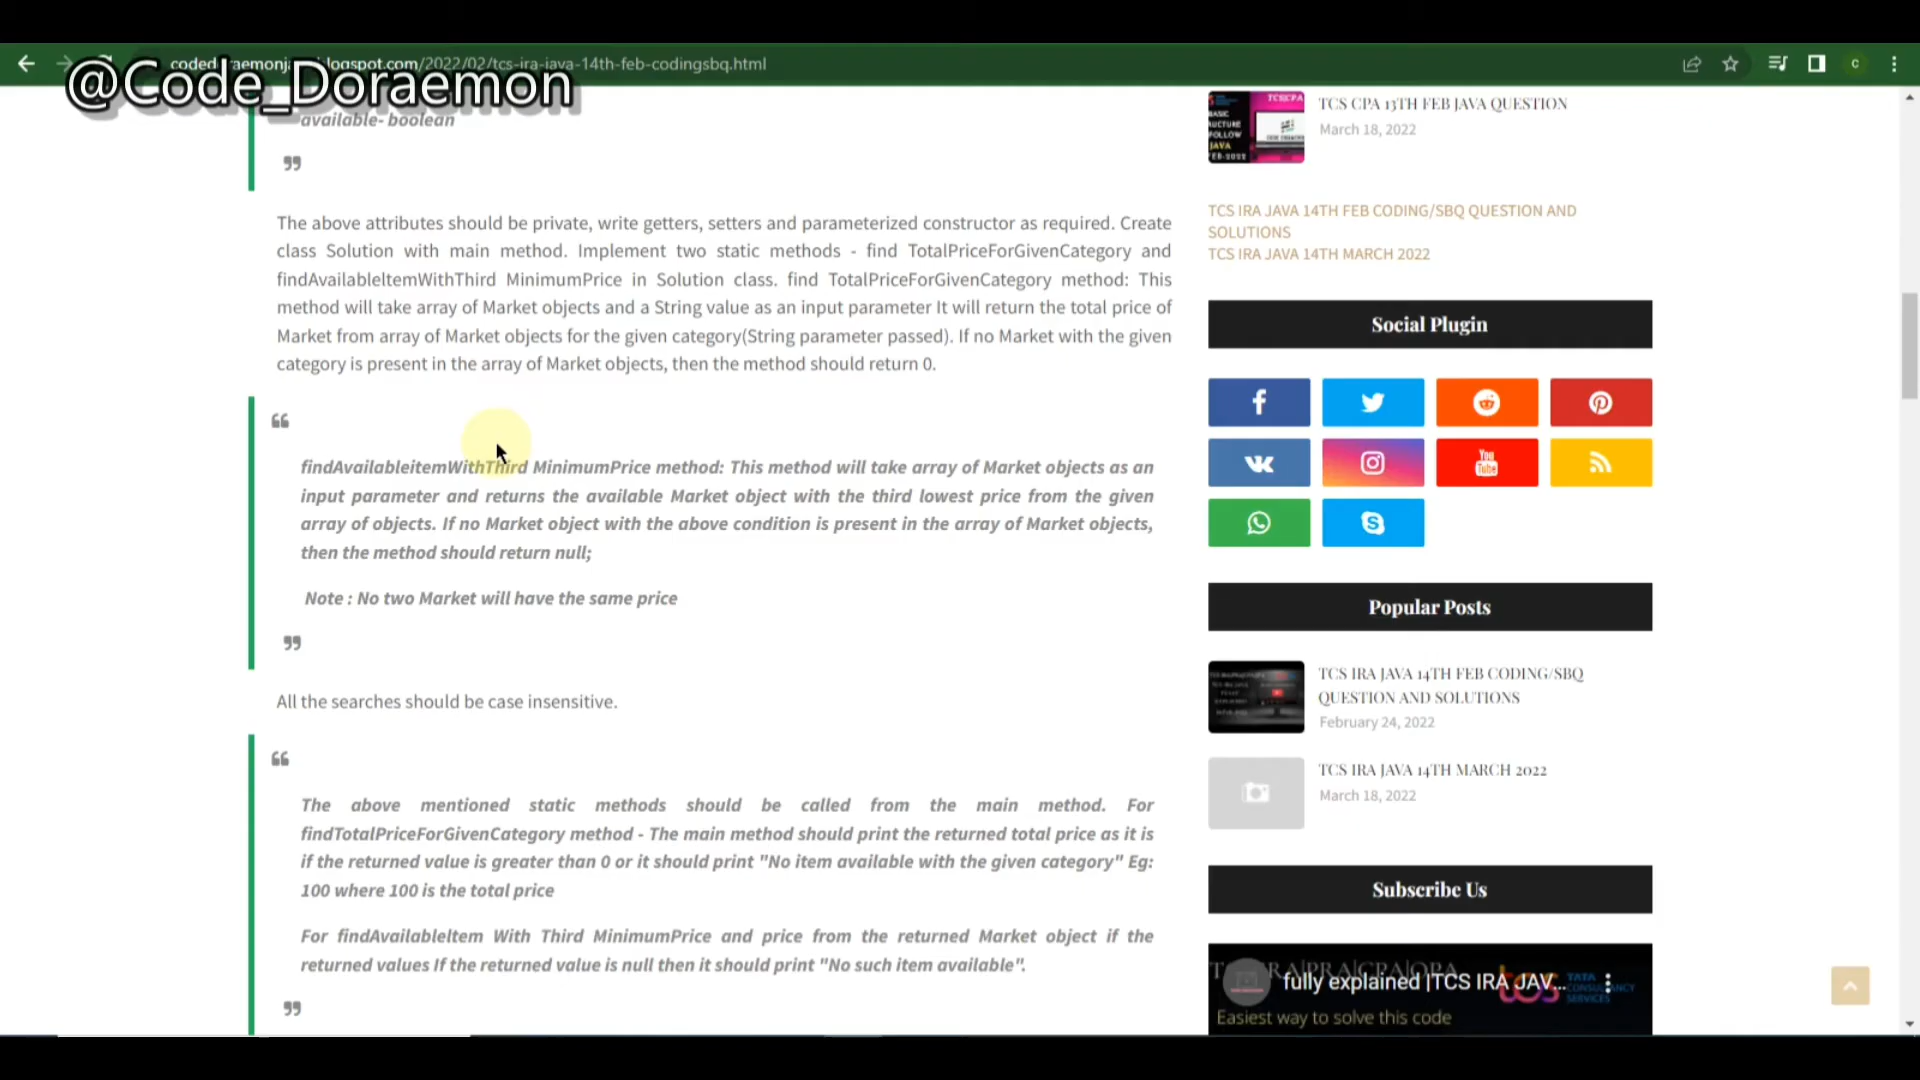 @Code_Doraemon
logspot.com/2022/02/tcs-ira-java-14th-feb-codingsbq.html
c
available- boolean
The above attributes should be private, write getters, setters and parameterized constructor as required. Create
class Solution with main method. Implement two static methods - find TotalPriceForGivenCategory and
findAvailableItemWithThird MinimumPrice in Solution class. find TotalPriceForGivenCategory method: This
method will take array of Market objects and a String value as an input parameter It will return the total price of
Market from array of Market objects for the given category(String parameter passed). If no Market with the given
category is present in the array of Market objects, then the method should return 0.
findAvailableitemWithThird MinimumPrice method: This method will take array of Market objects as an
input parameter and returns the available Market object with the third lowest price from the given
array of objects. If no Market object with the above condition is present in the array of Market objects,
then the method should return null;
Note : No two Market will have the same price
All the searches should be case insensitive.
The above mentioned static methods should be called from the main method. For
findTotalPriceForGivenCategory method - The main method should print the returned total price as it is
if the returned value is greater than 0 or it should print "No item available with the given category" Eg:
100 where 100 is the total price
For findAvailableItem With Third MinimumPrice and price from the returned Market object if the
returned values If the returned value is null then it should print "No such item available".
TCS CPA 13TH FEB JAVA QUESTION
March 18, 2022
TCS IRA JAVA 14TH FEB CODING/SBQ QUESTION AND
SOLUTIONS
TCS IRA JAVA 14TH MARCH 2022
Social Plugin
You
Tube
Popular Posts
TCS IRA JAVA 14TH FEB CODING/SBQ
QUESTION AND SOLUTIONS
February 24, 2022
TCS IRA JAVA 14TH MARCH 2022
March 18, 2022
Subscribe Us
fully explained |TCS IRA JAV...
tcs TATA
CONSULTANCY
SERVICES
Easiest way to solve this code